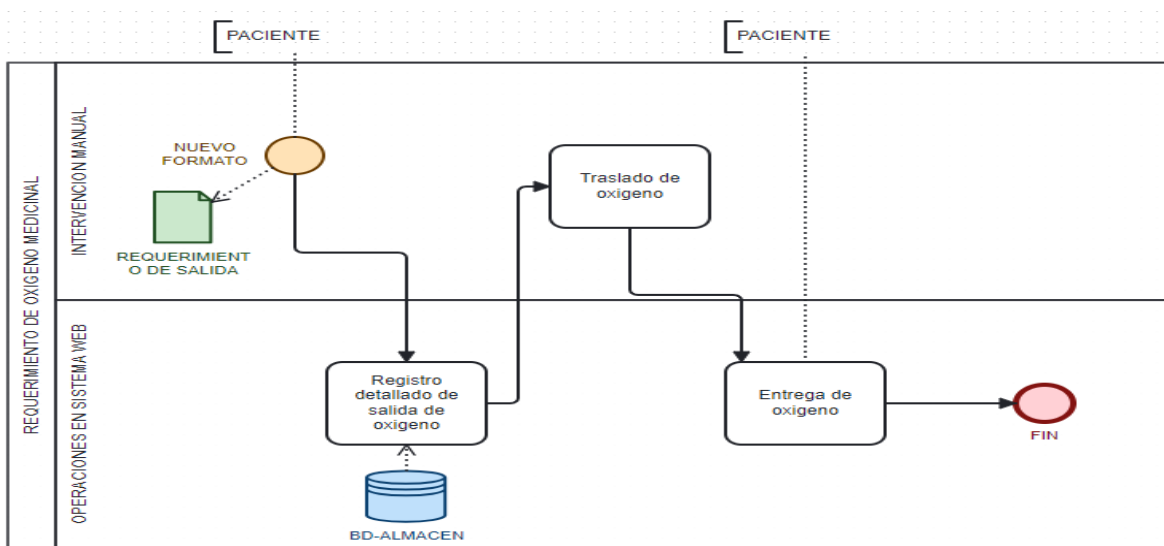 PACIENTE
PACIENTE
REQUERIMIENTO DE OXIGENO MEDICINAL
INTERVENCION MANUAL
NUEVO
FORMATO
REQUERIMIENT
O DE SALIDA
Traslado de
oxigeno
OPERACIONES EN SISTEMA WEB
Registro
detallado de
salida de
oxigeno
BD-ALMACEN
Entrega de
oxigeno
FIN